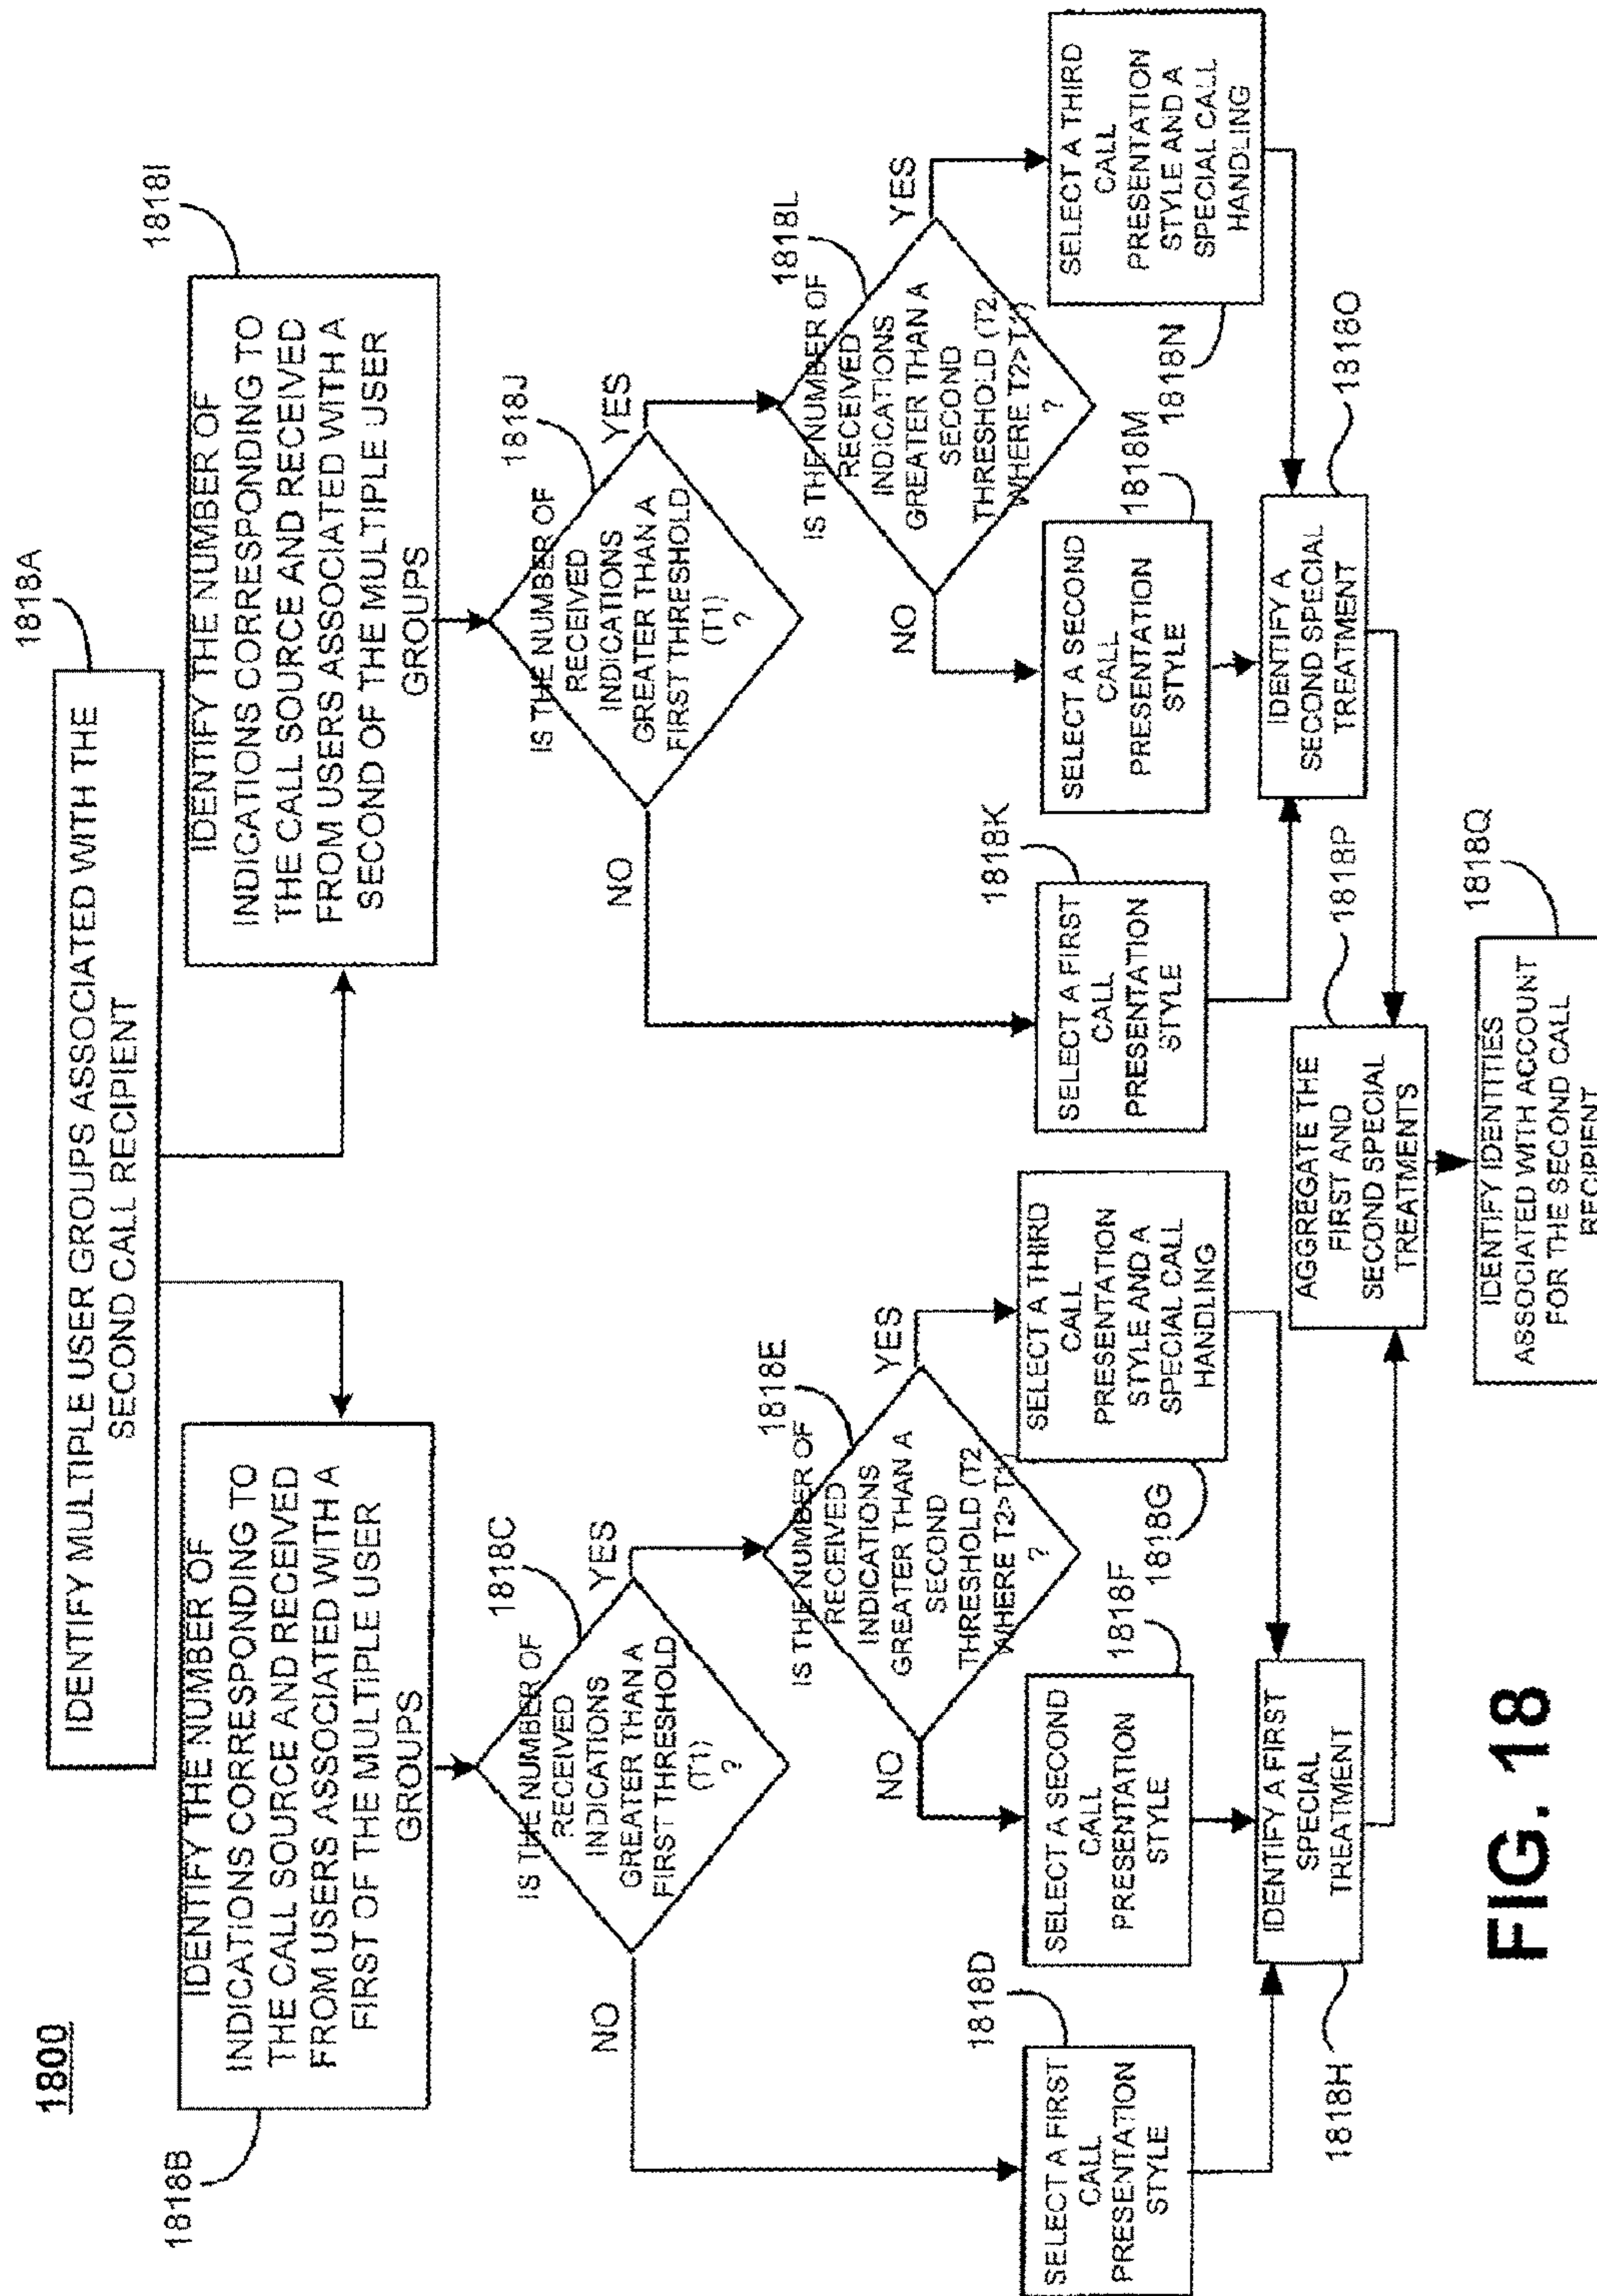 1800
1818A
IDENTIFY MULTIPLE USER GROUPS ASSOCIATED WITH THE
SECOND CALL RECIPIENT
1818B
IDENTIFY THE NUMBER OF
INDICATIONS CORRESPONDING TO
THE CALL SOURCE AND RECEIVED
FROM USERS ASSOCIATED WITH A
FIRST OF THE MULTIPLE USER
GROUPS
1818C
IS THE NUMBER OF
RECEIVED
INDICATIONS
GREATER THAN A
FIRST THRESHOLD
(T1)
?
NO
YES
1818D
SELECT A FIRST
CALL
PRESENTATION
STYLE
1818E
IS THE NUMBER OF
RECEIVED
INDICATIONS
GREATER THAN A
SECOND
THRESHOLD (T2
WHERE T2>T1)
?
NO
YES
1818F
SELECT A SECOND
CALL
PRESENTATION
STYLE
1818G
SELECT A THIRD
CALL
PRESENTATION
STYLE AND A
SPECIAL CALL
HANDLING
1818H
IDENTIFY A FIRST
SPECIAL
TREATMENT
1818I
IDENTIFY THE NUMBER OF
INDICATIONS CORRESPONDING TO
THE CALL SOURCE AND RECEIVED
FROM USERS ASSOCIATED WITH A
SECOND OF THE MULTIPLE USER
GROUPS
1818J
IS THE NUMBER OF
RECEIVED
INDICATIONS
GREATER THAN A
FIRST THRESHOLD
(T1)
?
NO
YES
1818K
SELECT A FIRST
CALL
PRESENTATION
STYLE
1818L
IS THE NUMBER OF
RECEIVED
INDICATIONS
GREATER THAN A
SECOND
THRESHOLD (T2,
WHERE T2>T1)
?
NO
YES
1818M
SELECT A SECOND
CALL
PRESENTATION
STYLE
1818N
SELECT A THIRD
CALL
PRESENTATION
STYLE AND A
SPECIAL CALL
HANDLING
1818O
IDENTIFY A
SECOND SPECIAL
TREATMENT
1818P
AGGREGATE THE
FIRST AND
SECOND SPECIAL
TREATMENTS
1818Q
IDENTIFY IDENTITIES
ASSOCIATED WITH ACCOUNT
FOR THE SECOND CALL
RECIPIENT
FIG. 18